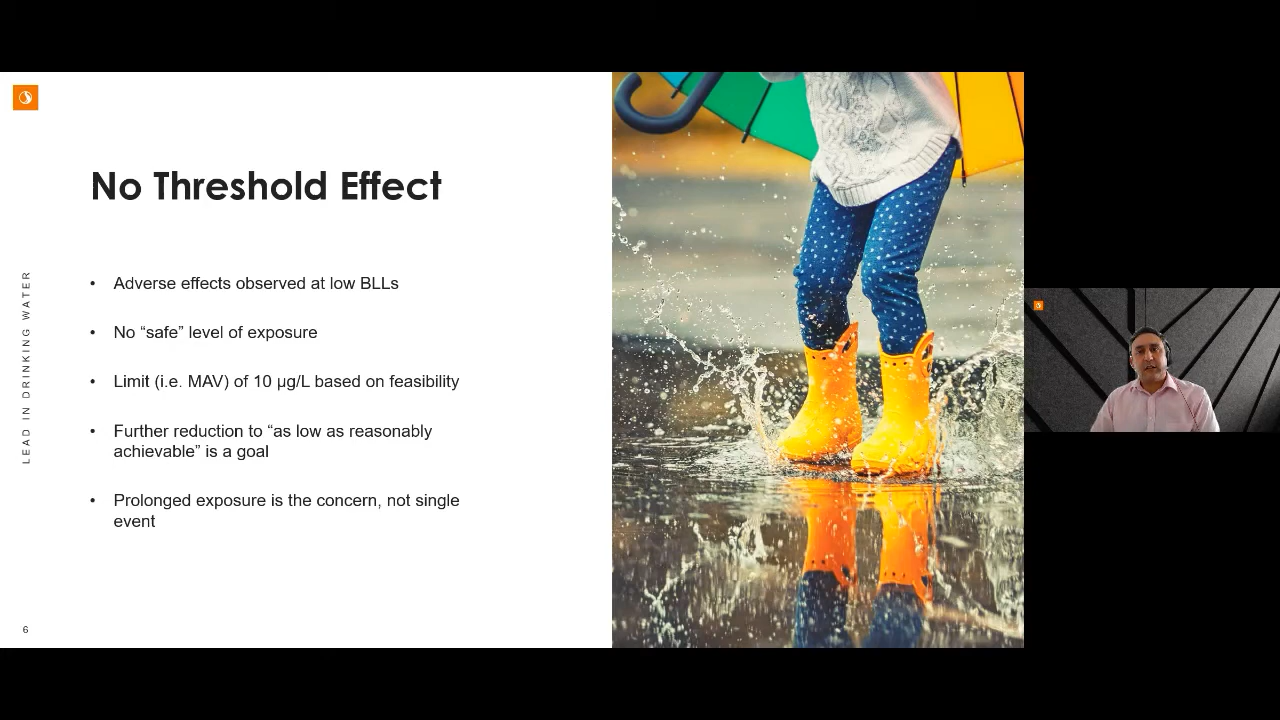 No Threshold Effect
• Adverse effects observed at low BLLs
• No “safe” level of exposure
• Limit (i.e. MAV) of 10 µg/L based on feasibility
• Further reduction to “as low as reasonably
achievable” is a goal
• Prolonged exposure is the concern, not single
event
LEAD IN DRINKING WATER
6